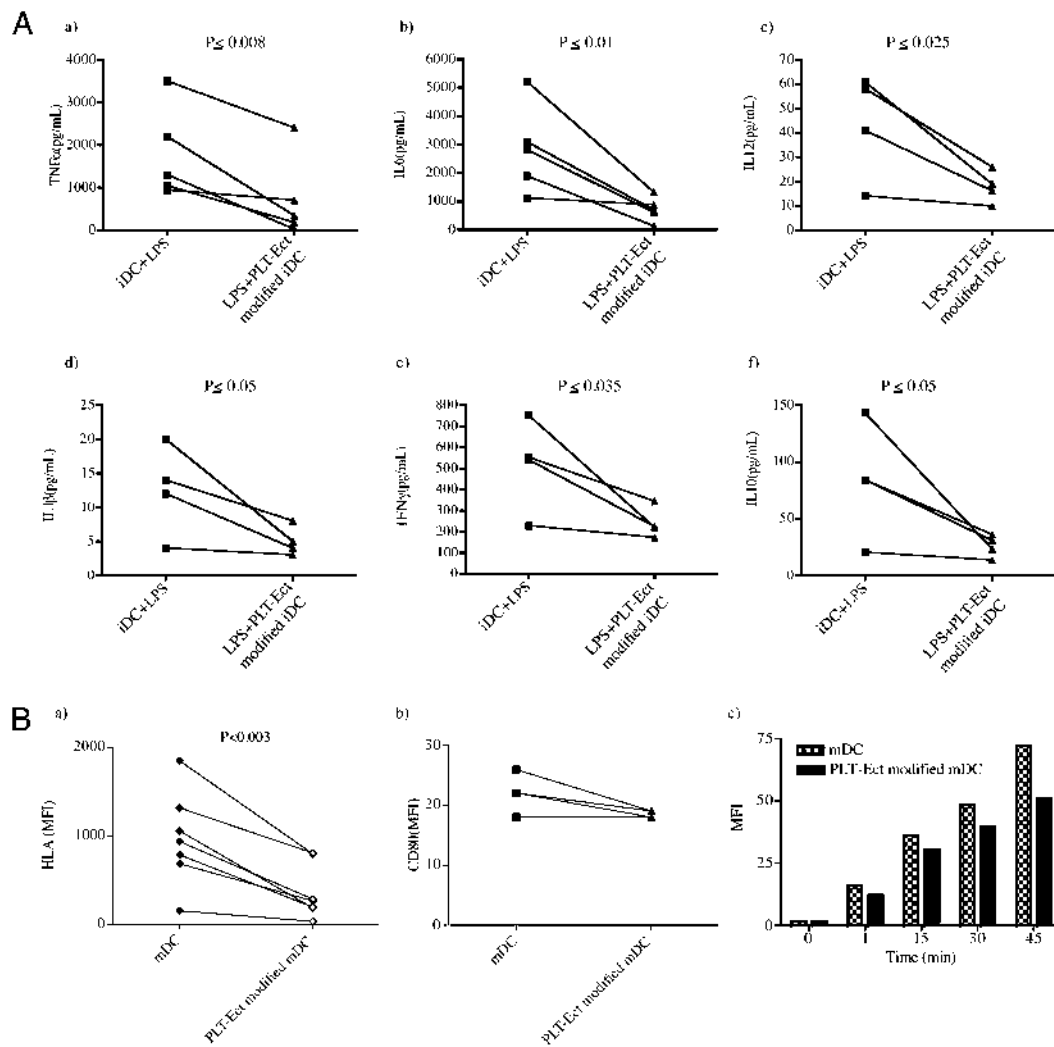 A
a)
P≤ 0.008
TNFα(pg/mL)
4000
3000
2000
1000
0
iDC+LPS
LPS+PLT-Ect
modified iDC
b)
P≤ 0.01
IL6(pg/mL)
6000
5000
4000
3000
2000
1000
0
iDC+LPS
LPS+PLT-Ect
modified iDC
c)
P ≤ 0.025
IL12(pg/mL)
70
60
50
40
30
20
10
0
iDC+LPS
LPS+PLT-Ect
modified iDC
d)
P≤ 0.05
IL1β(pg/mL)
25
20
15
10
5
0
iDC+LPS
LPS+PLT-Ect
modified iDC
e)
P ≤ 0.035
IFNγ(pg/mL)
800
700
600
500
400
300
200
100
0
iDC+LPS
LPS+PLT-Ect
modified iDC
f)
P ≤ 0.05
IL10(pg/mL)
150
100
50
0
iDC+LPS
LPS+PLT-Ect
modified iDC
B
a)
P<0.003
HLA (MFI)
2000
1000
0
mDC
PLT-Ect modified mDC
b)
CD80(MFI)
30
20
10
0
mDC
PLT-Ect modified mDC
c)
mDC
PLT-Ect modified mDC
MFI
75
50
25
0
0
1
15
30
45
Time (min)